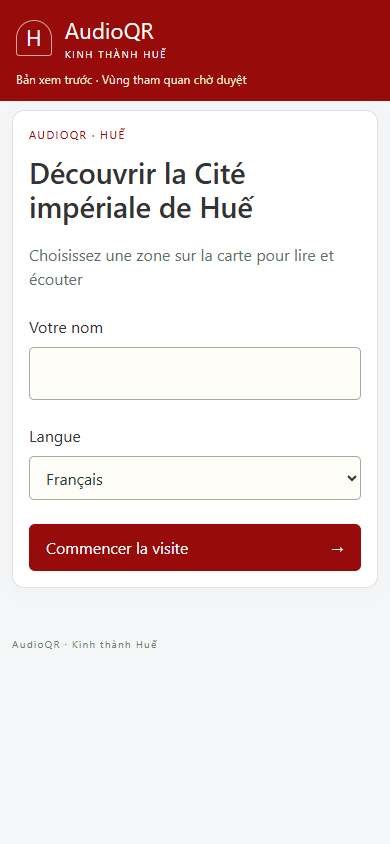 H
AudioQR
KINH THÀNH HUẾ
Bản xem trước · Vùng tham quan chờ duyệt
AUDIOQR · HUẾ
Découvrir la Cité
impériale de Huế
Choisissez une zone sur la carte pour lire et
écouter
Votre nom
Langue
Français
Commencer la visite →
AudioQR · Kinh thành Huế